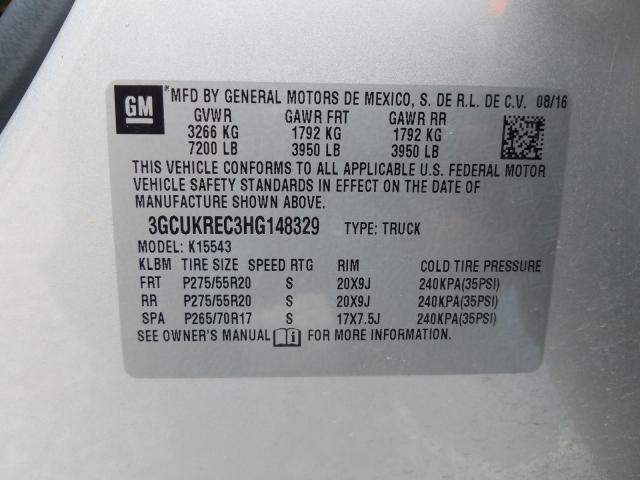 GM *MFD BY GENERAL MOTORS DE MEXICO, S. DE R.L. DE C.V. 08/16
GVWR GAWR FRT GAWR RR
3266 KG 1792 KG 1792 KG
7200 LB 3950 LB 3950 LB
THIS VEHICLE CONFORMS TO ALL APPLICABLE U.S. FEDERAL MOTOR
VEHICLE SAFETY STANDARDS IN EFFECT ON THE DATE OF
MANUFACTURE SHOWN ABOVE.
3GCUKREC3HG148329 TYPE: TRUCK
MODEL: K15543
KLBM TIRE SIZE SPEED RTG RIM COLD TIRE PRESSURE
FRT P275/55R20 S 20X9J 240KPA(35PSI)
RR P275/55R20 S 20X9J 240KPA(35PSI)
SPA P265/70R17 S 17X7.5J 240KPA(35PSI)
SEE OWNER'S MANUAL i FOR MORE INFORMATION.